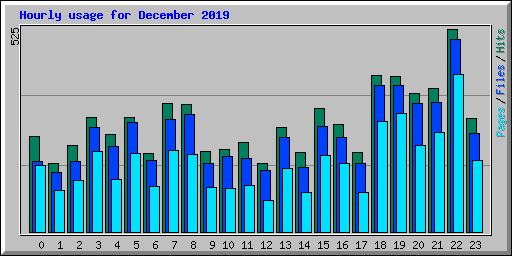 Hourly usage for December 2019
525
Pages/Files/Hits
0 1 2 3 4 5 6 7 8 9 10 11 12 13 14 15 16 17 18 19 20 21 22 23